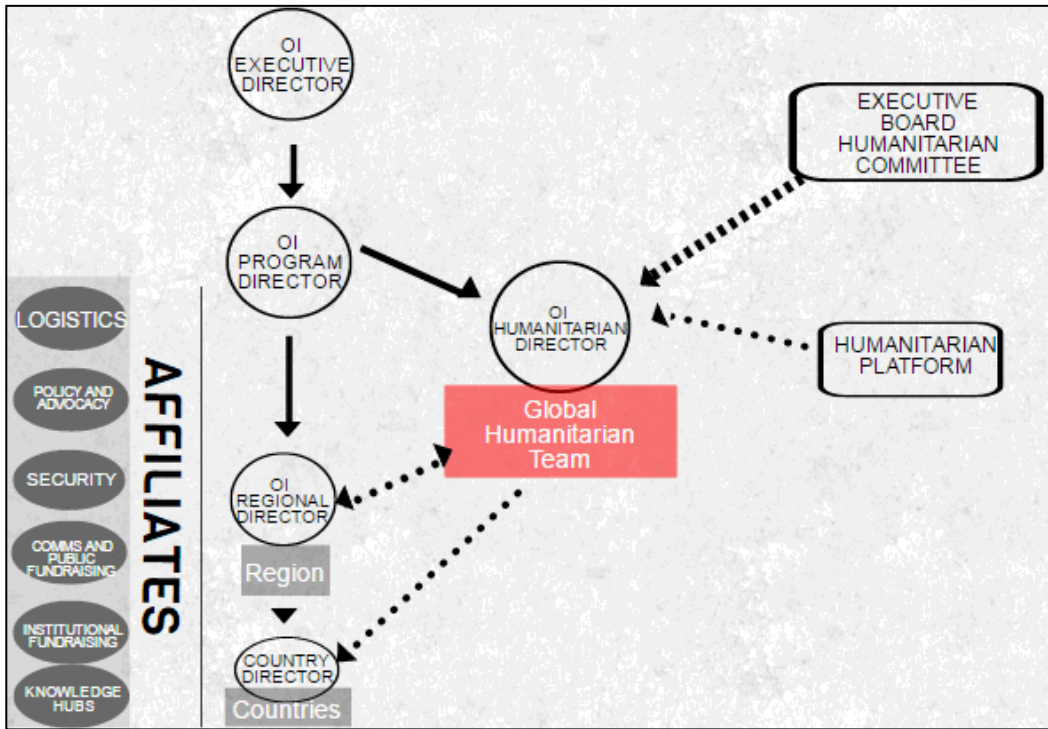 OI
EXECUTIVE
DIRECTOR
EXECUTIVE
BOARD
HUMANITARIAN
COMMITTEE
OI
PROGRAM
DIRECTOR
OI
HUMANITARIAN
DIRECTOR
HUMANITARIAN
PLATFORM
Global
Humanitarian
Team
OI
REGIONAL
DIRECTOR
Region
COUNTRY
DIRECTOR
Countries
AFFILIATES
LOGISTICS
POLICY AND
ADVOCACY
SECURITY
COMMS AND
PUBLIC
FUNDRAISING
INSTITUTIONAL
FUNDRAISING
KNOWLEDGE
HUBS